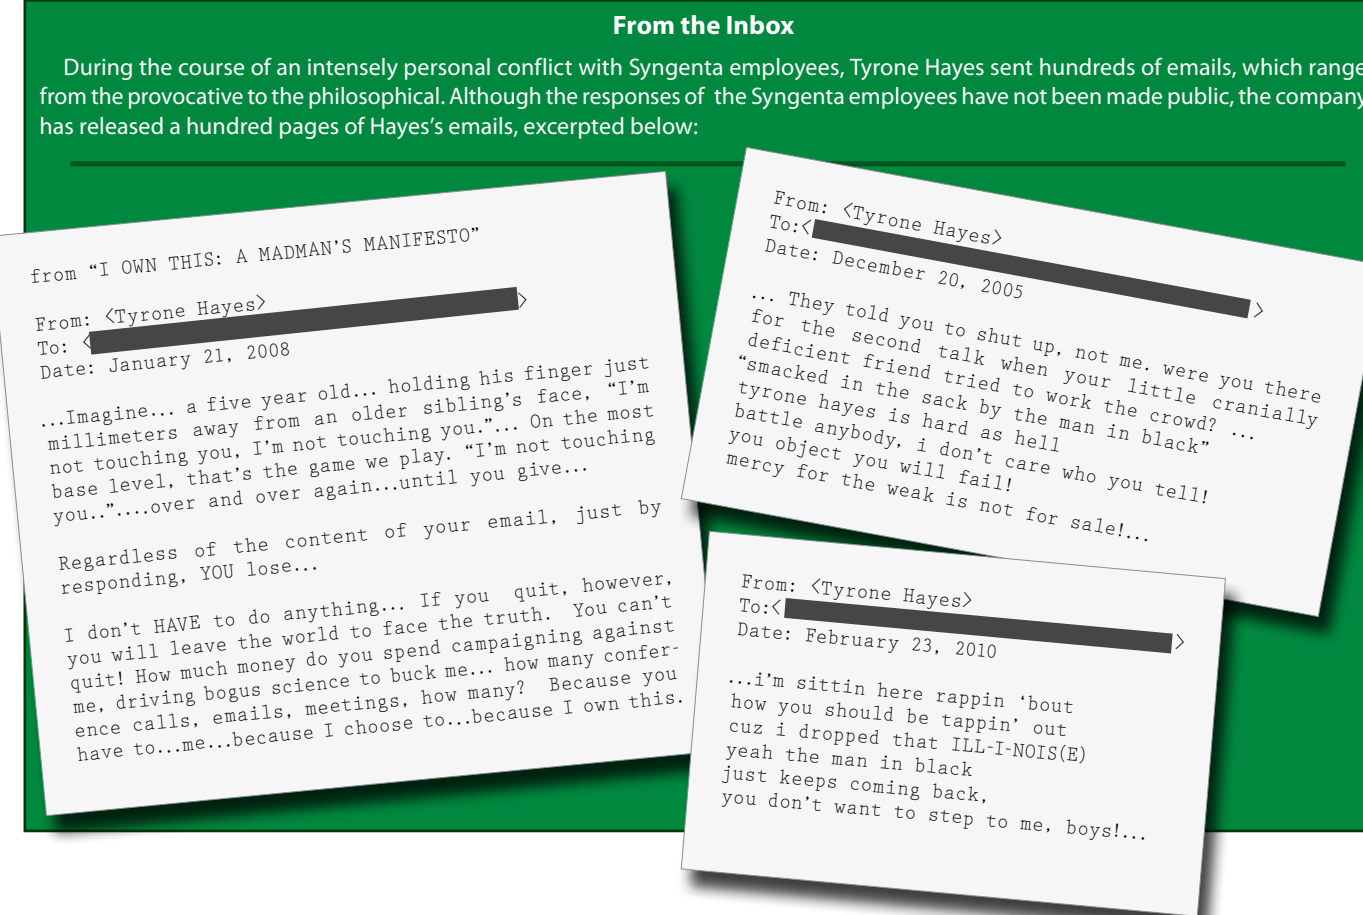 From the Inbox
During the course of an intensely personal conflict with Syngenta employees, Tyrone Hayes sent hundreds of emails, which range
from the provocative to the philosophical. Although the responses of the Syngenta employees have not been made public, the company
has released a hundred pages of Hayes's emails, excerpted below:
from “I OWN THIS: A MADMAN'S MANIFESTO”
From: <Tyrone Hayes>
To: < >
Date: January 21, 2008
...Imagine... a five year old... holding his finger just
millimeters away from an older sibling's face, “I'm
not touching you, I'm not touching you.”... On the most
base level, that's the game we play. “I'm not touching
you..”....over and over again...until you give...
Regardless of the content of your email, just by
responding, YOU lose...
I don't HAVE to do anything... If you quit, however,
you will leave the world to face the truth. You can't
quit! How much money do you spend campaigning against
me, driving bogus science to buck me... how many confer-
ence calls, emails, meetings, how many? Because you
have to...me...because I choose to...because I own this.
From: <Tyrone Hayes>
To:< >
Date: December 20, 2005
... They told you to shut up, not me. were you there
for the second talk when your little cranially
deficient friend tried to work the crowd? ...
“smacked in the sack by the man in black”
tyrone hayes is hard as hell
battle anybody, i don't care who you tell!
you object you will fail!
mercy for the weak is not for sale!...
From: <Tyrone Hayes>
To:< >
Date: February 23, 2010
...i'm sittin here rappin ‘bout
how you should be tappin' out
cuz i dropped that ILL-I-NOIS(E)
yeah the man in black
just keeps coming back,
you don't want to step to me, boys!...